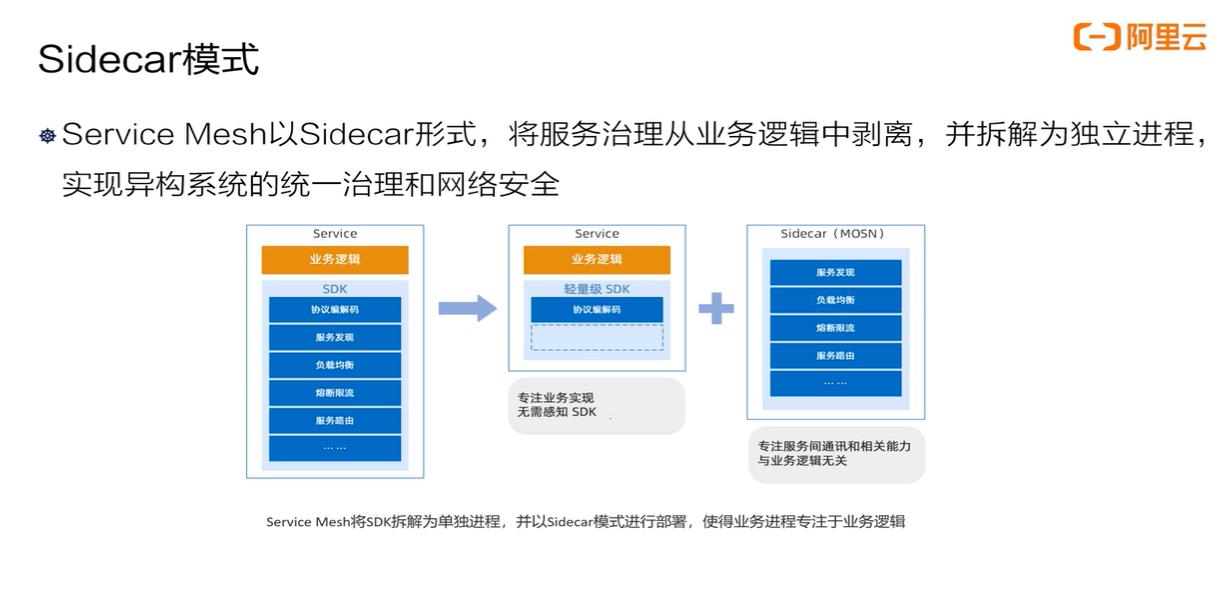 阿里云
Sidecar模式
Service Mesh以Sidecar形式，将服务治理从业务逻辑中剥离，并拆解为独立进程，
实现异构系统的统一治理和网络安全
Service
业务逻辑
SDK
协议编解码
服务发现
负载均衡
熔断限流
服务路由
... ...
Service
业务逻辑
轻量级 SDK
协议编解码
专注业务实现
无需感知 SDK
Sidecar（MOSN）
服务发现
负载均衡
熔断限流
服务路由
... ...
专注服务间通讯和相关能力
与业务逻辑无关
Service Mesh将SDK拆解为单独进程，并以Sidecar模式进行部署，使得业务进程专注于业务逻辑